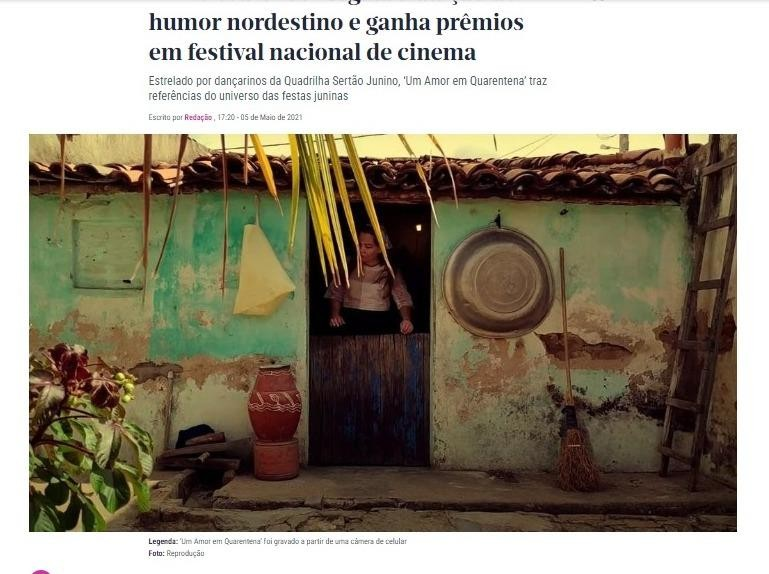 humor nordestino e ganha prêmios
em festival nacional de cinema
Estrelado por dançarinos da Quadrilha Sertão Junino, ‘Um Amor em Quarentena’ traz
referências do universo das festas juninas
Escrito por Redação , 17:20 - 05 de Maio de 2021
Legenda: ‘Um Amor em Quarentena’ foi gravado a partir de uma câmera de celular
Foto: Reprodução